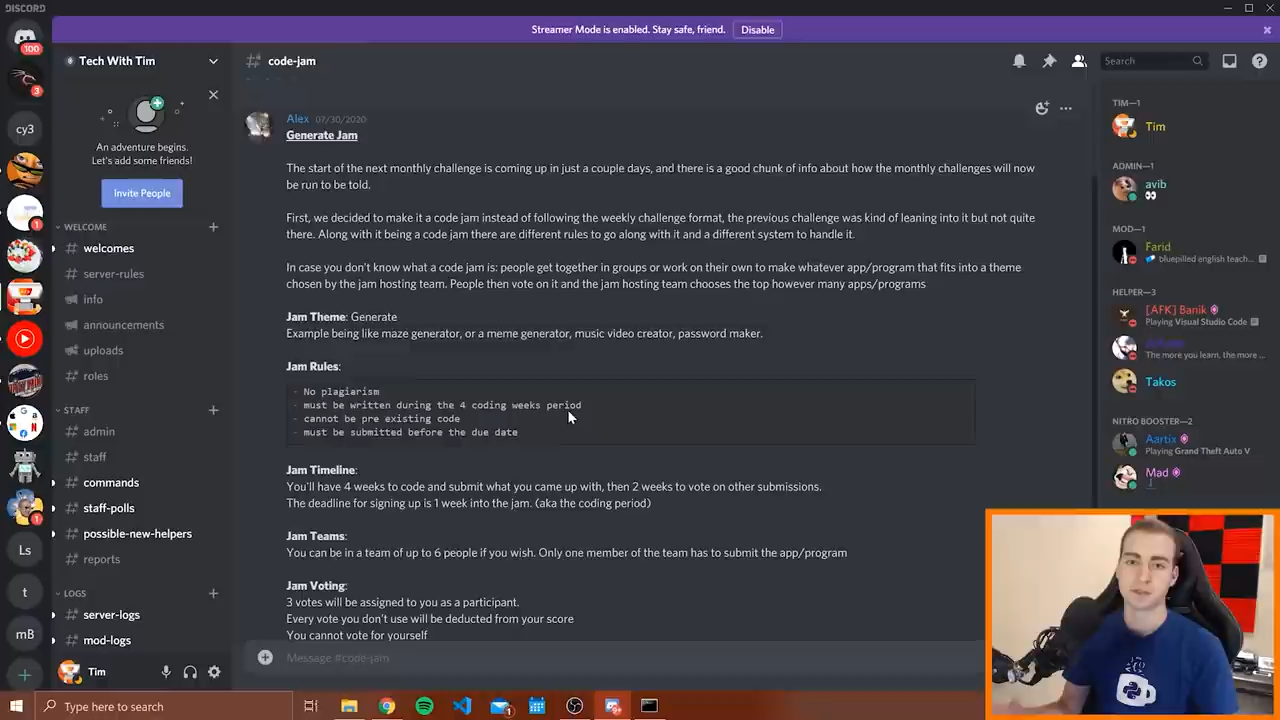 DISCORD
Streamer Mode is enabled. Stay safe, friend.
Disable
100
3
cy3
1
1
Ls
t
mB
Tech With Tim
An adventure begins.
Let's add some friends!
Invite People
WELCOME
welcomes
server-rules
info
announcements
uploads
roles
STAFF
admin
staff
commands
staff-polls
possible-new-helpers
reports
LOGS
server-logs
mod-logs
Tim
# code-jam
Search
Alex 07/30/2020
Generate Jam
The start of the next monthly challenge is coming up in just a couple days, and there is a good chunk of info about how the monthly challenges will now
be run to be told.
First, we decided to make it a code jam instead of following the weekly challenge format, the previous challenge was kind of leaning into it but not quite
there. Along with it being a code jam there are different rules to go along with it and a different system to handle it.
In case you don't know what a code jam is: people get together in groups or work on their own to make whatever app/program that fits into a theme
chosen by the jam hosting team. People then vote on it and the jam hosting team chooses the top however many apps/programs
Jam Theme: Generate
Example being like maze generator, or a meme generator, music video creator, password maker.
Jam Rules:
- No plagiarism
- must be written during the 4 coding weeks period
- cannot be pre existing code
- must be submitted before the due date
Jam Timeline:
You'll have 4 weeks to code and submit what you came up with, then 2 weeks to vote on other submissions.
The deadline for signing up is 1 week into the jam. (aka the coding period)
Jam Teams:
You can be in a team of up to 6 people if you wish. Only one member of the team has to submit the app/program
Jam Voting:
3 votes will be assigned to you as a participant.
Every vote you don't use will be deducted from your score
You cannot vote for yourself
Message #code-jam
TIM—1
Tim
ADMIN—1
avib
MOD—1
Farid
bluepilled english teach...
HELPER—3
[AFK] Banik
Playing Visual Studio Code
The more you learn, the more ...
Takos
NITRO BOOSTER—2
Aartix
Playing Grand Theft Auto V
Mad
Type here to search
1